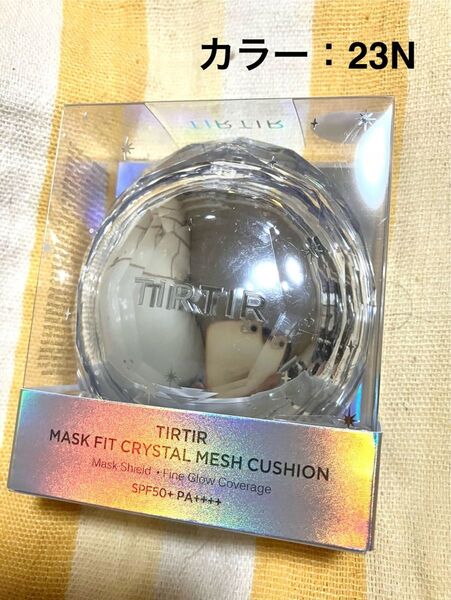 カラー：23N
TIRTIR
TIRTIR
TIRTIR
MASK FIT CRYSTAL MESH CUSHION
Mask Shield • Fine Glow Coverage
SPF50+ PA++++